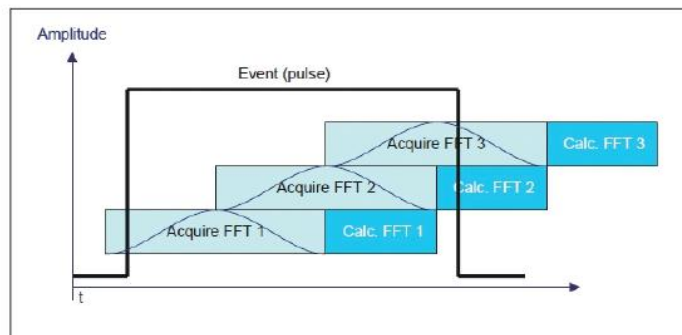 Amplitude
Event (pulse)
Acquire FFT 3 Calc. FFT 3
Acquire FFT 2 Calc. FFT 2
Acquire FFT 1 Calc. FFT 1
t